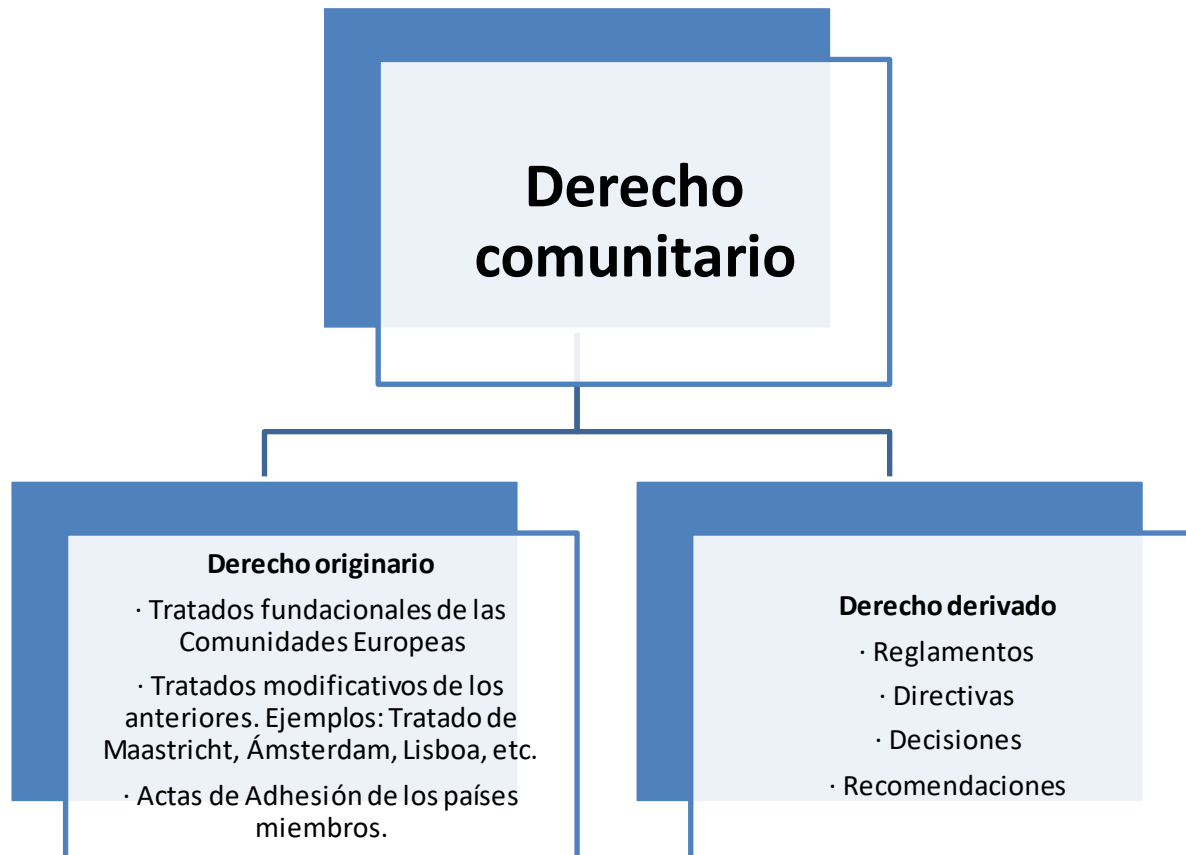 Derecho
comunitario
Derecho originario
· Tratados fundacionales de las
Comunidades Europeas
· Tratados modificativos de los
anteriores. Ejemplos: Tratado de
Maastricht, Ámsterdam, Lisboa, etc.
· Actas de Adhesión de los países
miembros.
Derecho derivado
· Reglamentos
· Directivas
· Decisiones
· Recomendaciones